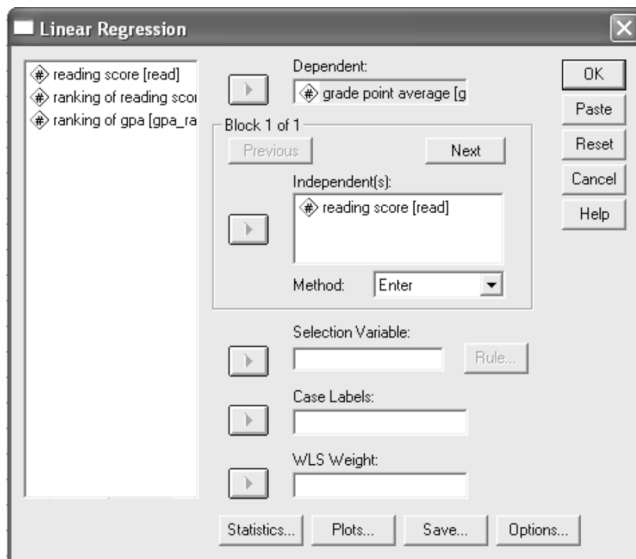 Linear Regression
reading score [read]
ranking of reading scor
ranking of gpa [gpa_ra
Dependent:
grade point average [g
Block 1 of 1
Previous
Next
Independent(s):
reading score [read]
Method:
Enter
Selection Variable:
Rule...
Case Labels:
WLS Weight:
Statistics...
Plots...
Save...
Options...
OK
Paste
Reset
Cancel
Help